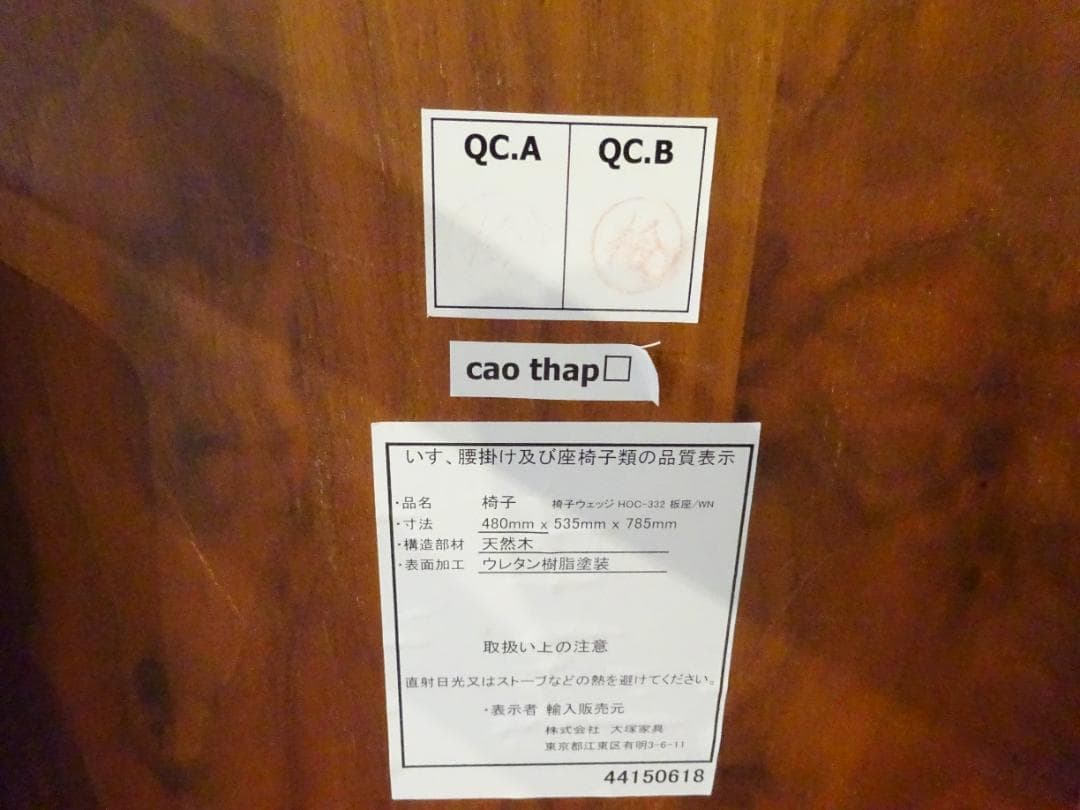 QC.A QC.B
検
cao thap□
いす、腰掛け及び座椅子類の品質表示
・品名 椅子 椅子ウェッジ HOC-332 板座/WN
・寸法 480mm x 535mm x 785mm
・構造部材 天然木
・表面加工 ウレタン樹脂塗装
取扱い上の注意
直射日光又はストーブなどの熱を避けてください。
・表示者 輸入販売元
株式会社 大塚家具
東京都江東区有明3-6-11
44150618